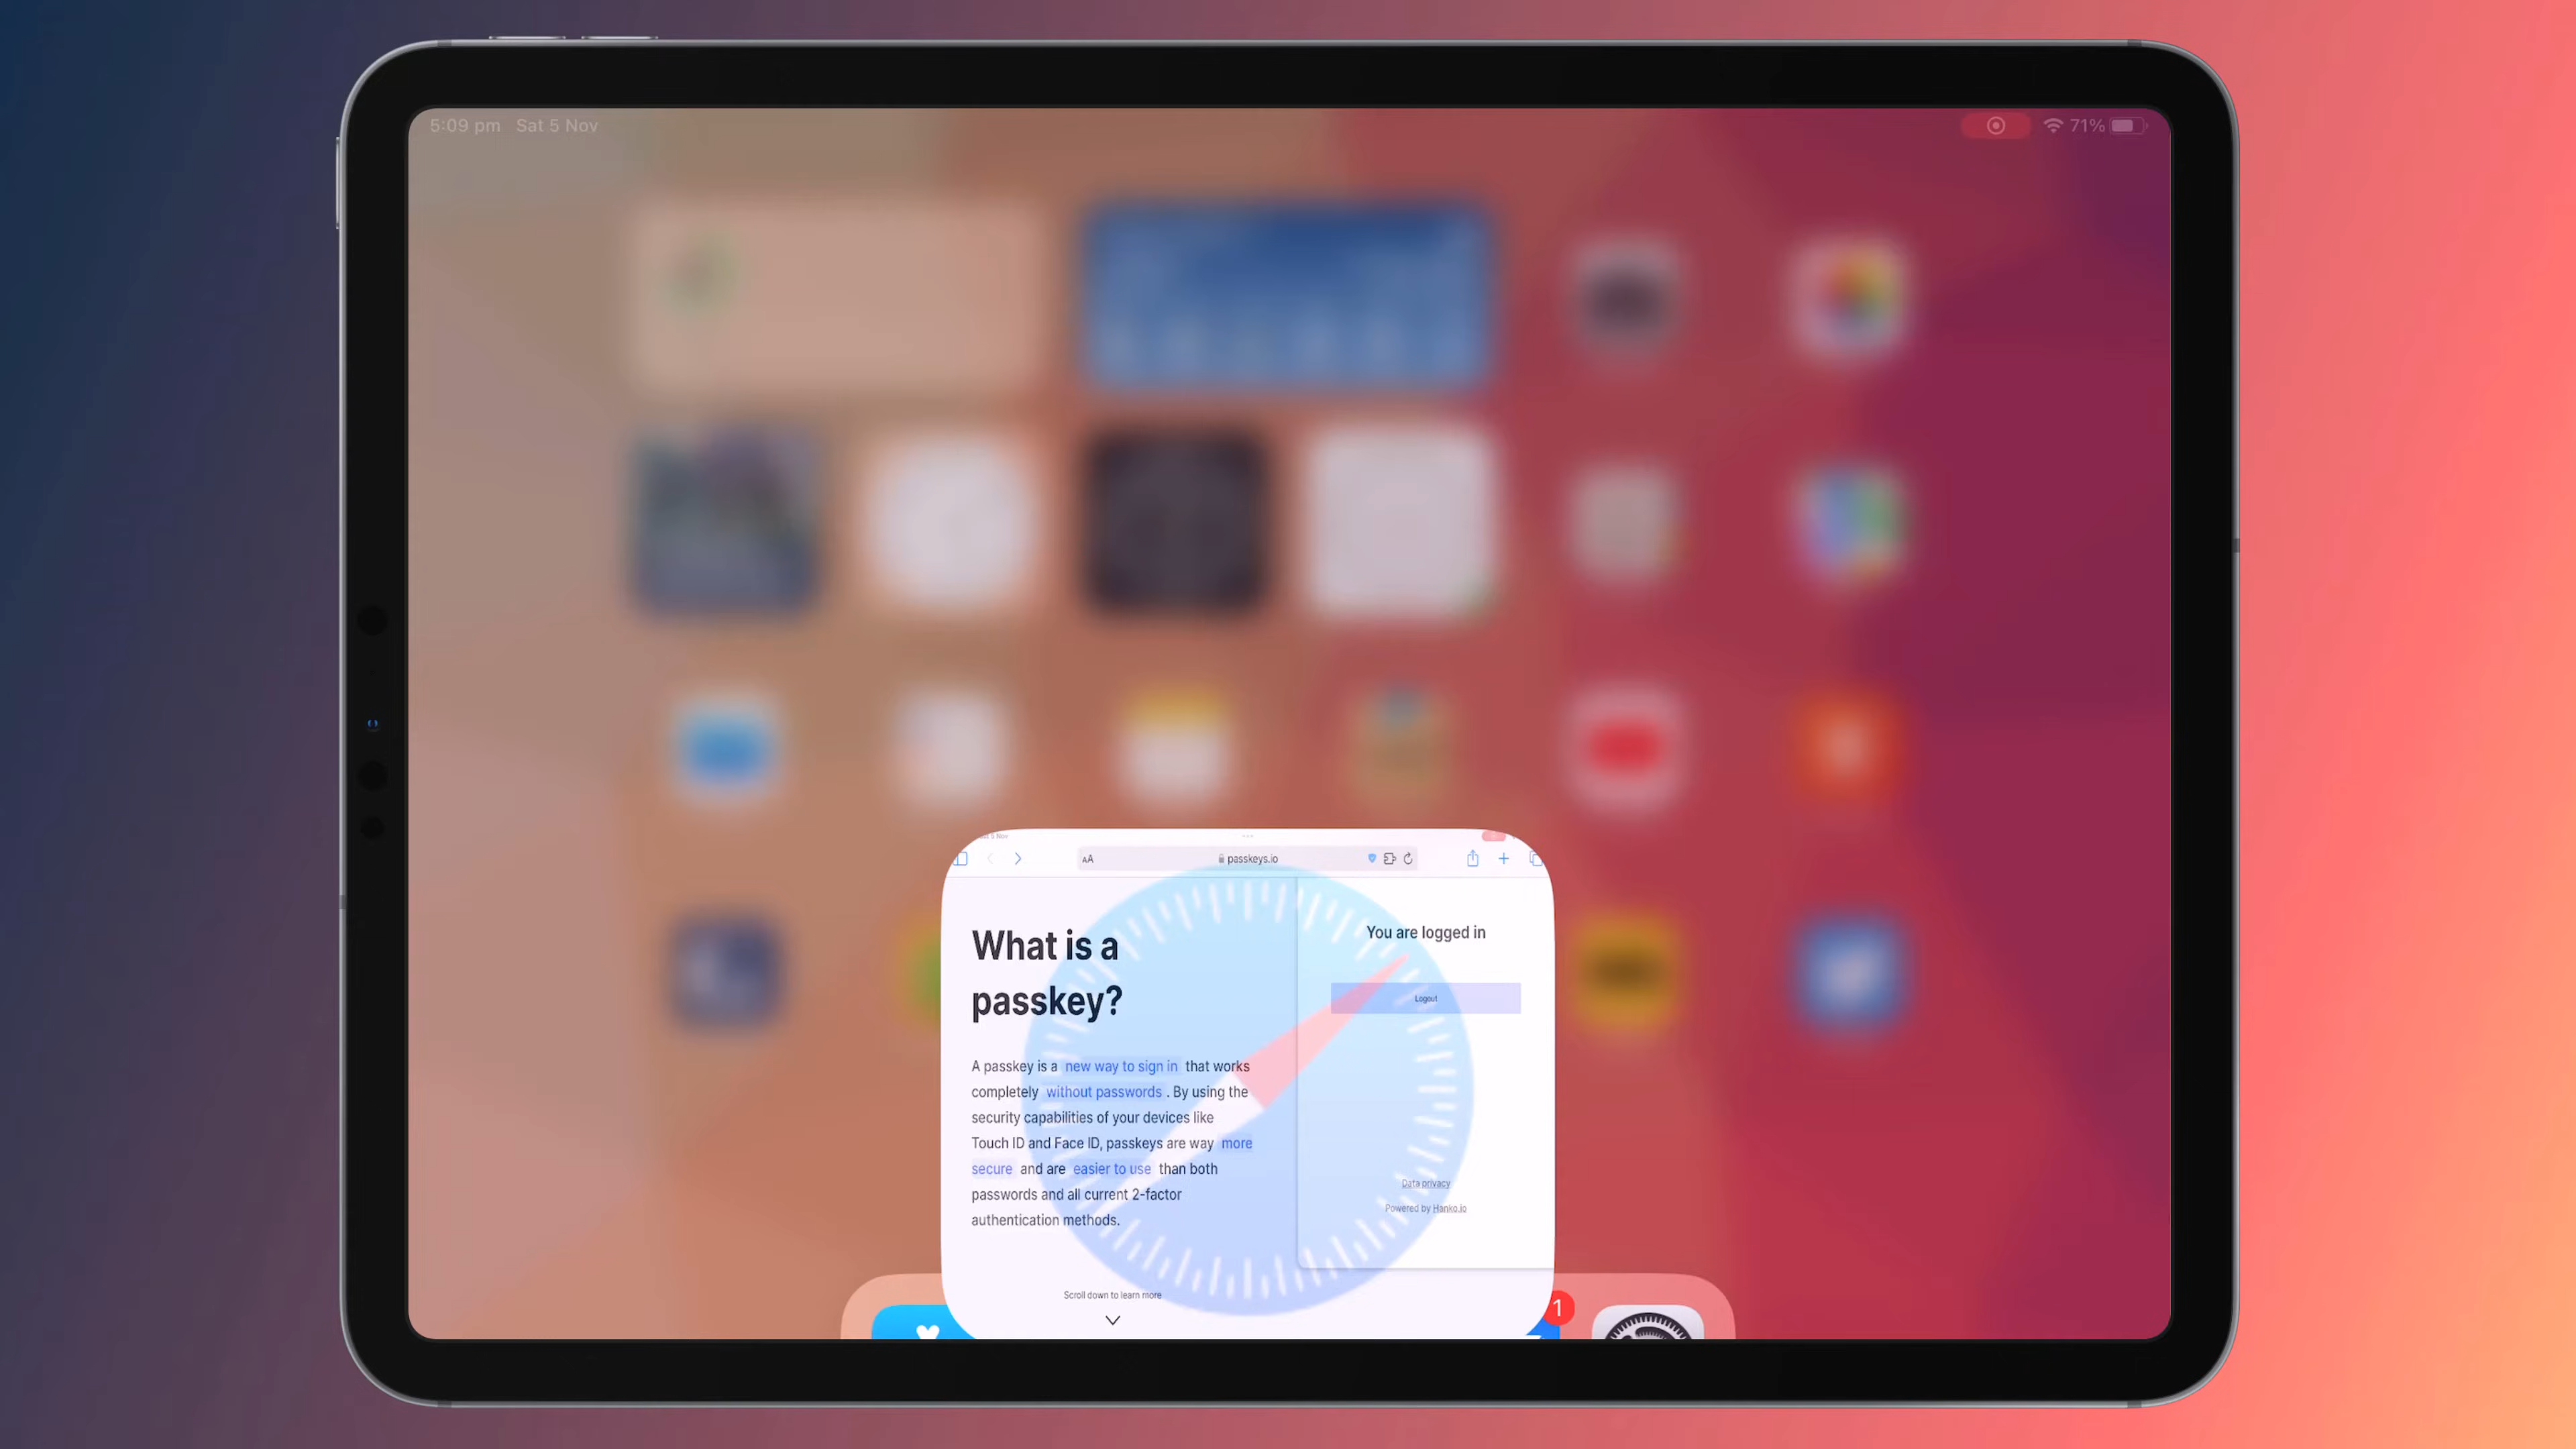 5:09 pm Sat 5 Nov
71%
AA
passkeys.io
What is a
passkey?
A passkey is a new way to sign in that works
completely without passwords . By using the
security capabilities of your devices like
Touch ID and Face ID, passkeys are way more
secure and are easier to use than both
passwords and all current 2-factor
authentication methods.
Scroll down to learn more
You are logged in
Logout
Data privacy
Powered by Hanko.io
1